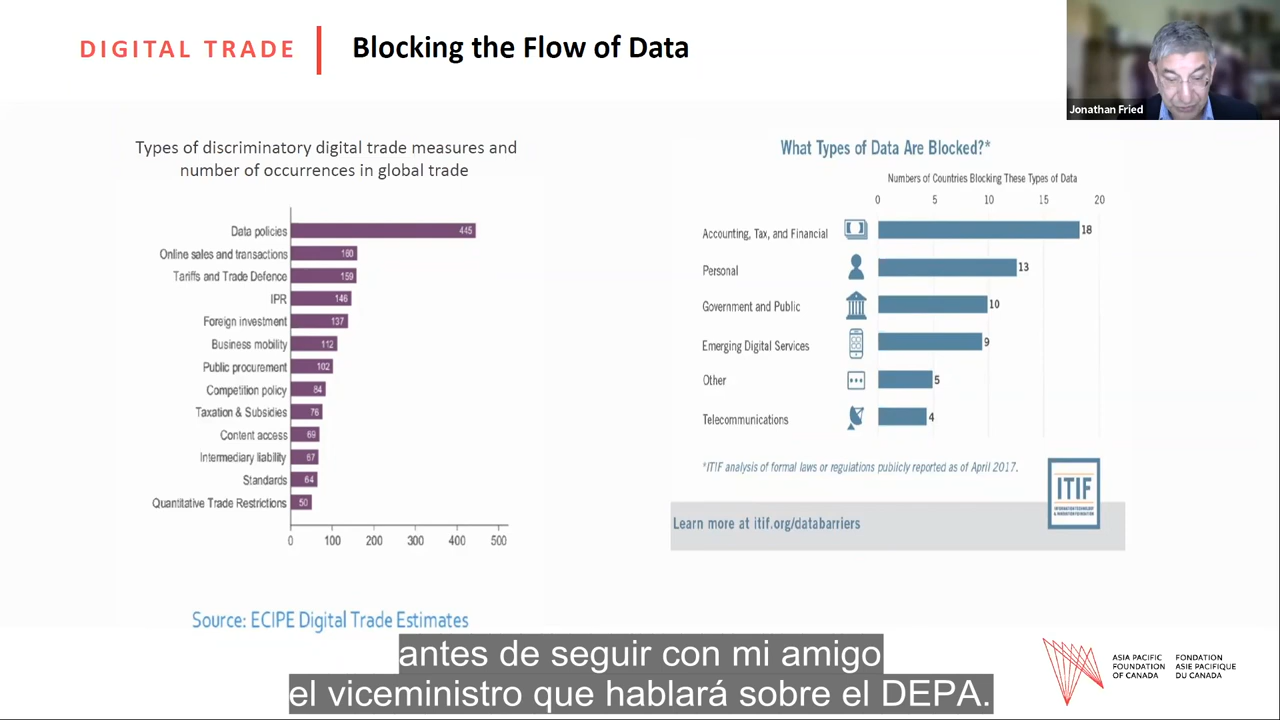 DIGITAL TRADE
Blocking the Flow of Data
Jonathan Fried
Types of discriminatory digital trade measures and
number of occurrences in global trade
Data policies 445
Online sales and transactions 160
Tariffs and Trade Defence 159
IPR 146
Foreign investment 137
Business mobility 112
Public procurement 102
Competition policy 84
Taxation & Subsidies 76
Content access 69
Intermediary liability 67
Standards 64
Quantitative Trade Restrictions 50
0 100 200 300 400 500
Source: ECIPE Digital Trade Estimates
What Types of Data Are Blocked?*
Numbers of Countries Blocking These Types of Data
0 5 10 15 20
Accounting, Tax, and Financial 18
Personal 13
Government and Public 10
Emerging Digital Services 9
Other 5
Telecommunications 4
*ITIF analysis of formal laws or regulations publicly reported as of April 2017.
ITIF
INFORMATION TECHNOLOGY
& INNOVATION FOUNDATION
Learn more at itif.org/databarriers
antes de seguir con mi amigo
el viceministro que hablará sobre el DEPA.
ASIA PACIFIC
FOUNDATION
OF CANADA
FONDATION
ASIE PACIFIQUE
DU CANADA